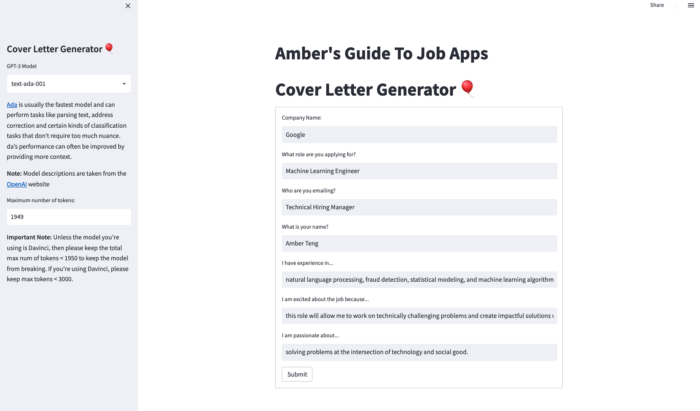 Share
Cover Letter Generator
GPT-3 Model
text-ada-001
Ada is usually the fastest model and can
perform tasks like parsing text, address
correction and certain kinds of classification
tasks that don't require too much nuance.
da's performance can often be improved by
providing more context.
Note: Model descriptions are taken from the
OpenAI website
Maximum number of tokens:
1949
Important Note: Unless the model you're
using is Davinci, then please keep the total
max num of tokens < 1950 to keep the model
from breaking. If you're using Davinci, please
keep max tokens < 3000.
Amber's Guide To Job Apps
Cover Letter Generator
Company Name:
Google
What role are you applying for?
Machine Learning Engineer
Who are you emailing?
Technical Hiring Manager
What is your name?
Amber Teng
I have experience in...
natural language processing, fraud detection, statistical modeling, and machine learning algorithm
I am excited about the job because...
this role will allow me to work on technically challenging problems and create impactful solutions
I am passionate about...
solving problems at the intersection of technology and social good.
Submit